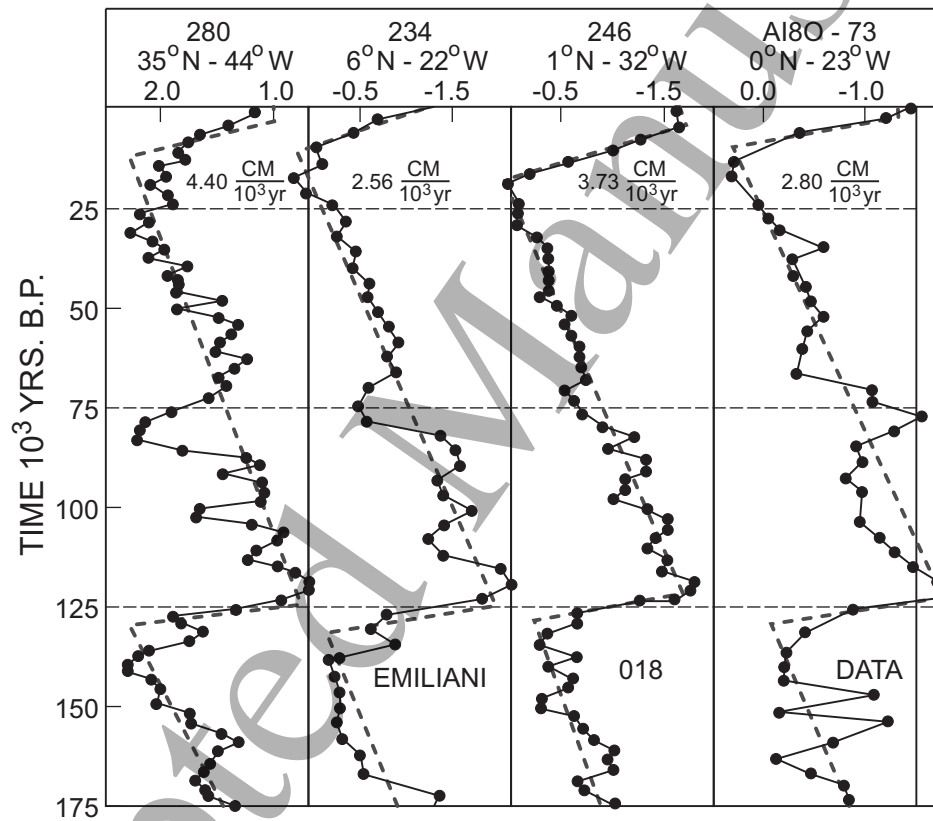 280 234 246 AI8O - 73
35°N - 44°W 6°N - 22°W 1°N - 32°W 0°N - 23°W
2.0 1.0 -0.5 -1.5 -0.5 -1.5 0.0 -1.0
4.40 CM/10³yr 2.56 CM/10³yr 3.73 CM/10³yr 2.80 CM/10³yr
TIME 10³ YRS. B.P.
25
50
75
100
125
150
175
EMILIANI 018 DATA
pted Manus